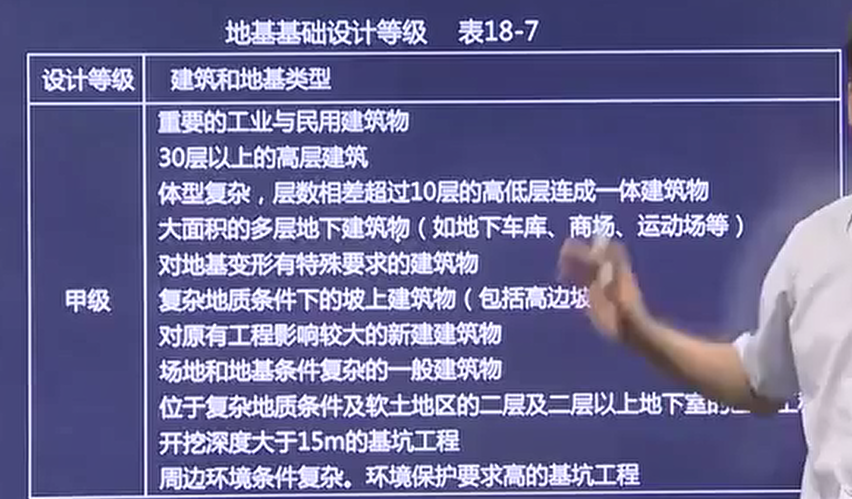 地基基础设计等级 表18-7
设计等级 建筑和地基类型
重要的工业与民用建筑物
30层以上的高层建筑
体型复杂，层数相差超过10层的高低层连成一体建筑物
大面积的多层地下建筑物（如地下车库、商场、运动场等）
对地基变形有特殊要求的建筑物
甲级 复杂地质条件下的坡上建筑物（包括高边坡
对原有工程影响较大的新建建筑物
场地和地基条件复杂的一般建筑物
位于复杂地质条件及软土地区的二层及二层以上地下室的
开挖深度大于15m的基坑工程
周边环境条件复杂。环境保护要求高的基坑工程